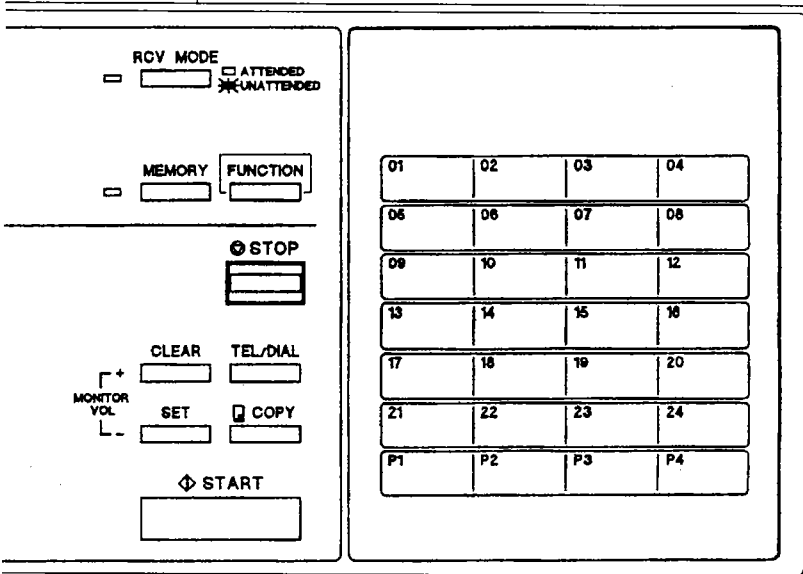 RCV MODE
ATTENDED
UNATTENDED
MEMORY FUNCTION
STOP
CLEAR TEL/DIAL
+
MONITOR
VOL
SET COPY
-
START
01 02 03 04
05 06 07 08
09 10 11 12
13 14 15 16
17 18 19 20
21 22 23 24
P1 P2 P3 P4